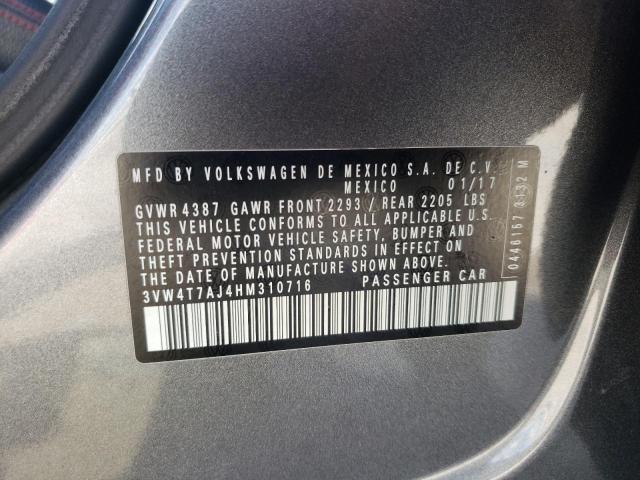 MFD BY VOLKSWAGEN DE MEXICO S.A. DE C.V.
MEXICO 01/17
GVWR 4387 GAWR FRONT 2293 / REAR 2205 LBS
THIS VEHICLE CONFORMS TO ALL APPLICABLE U.S.
FEDERAL MOTOR VEHICLE SAFETY, BUMPER AND
THEFT PREVENTION STANDARDS IN EFFECT ON
THE DATE OF MANUFACTURE SHOWN ABOVE.
3VW4T7AJ4HM310716 PASSENGER CAR
0446157 3132 M